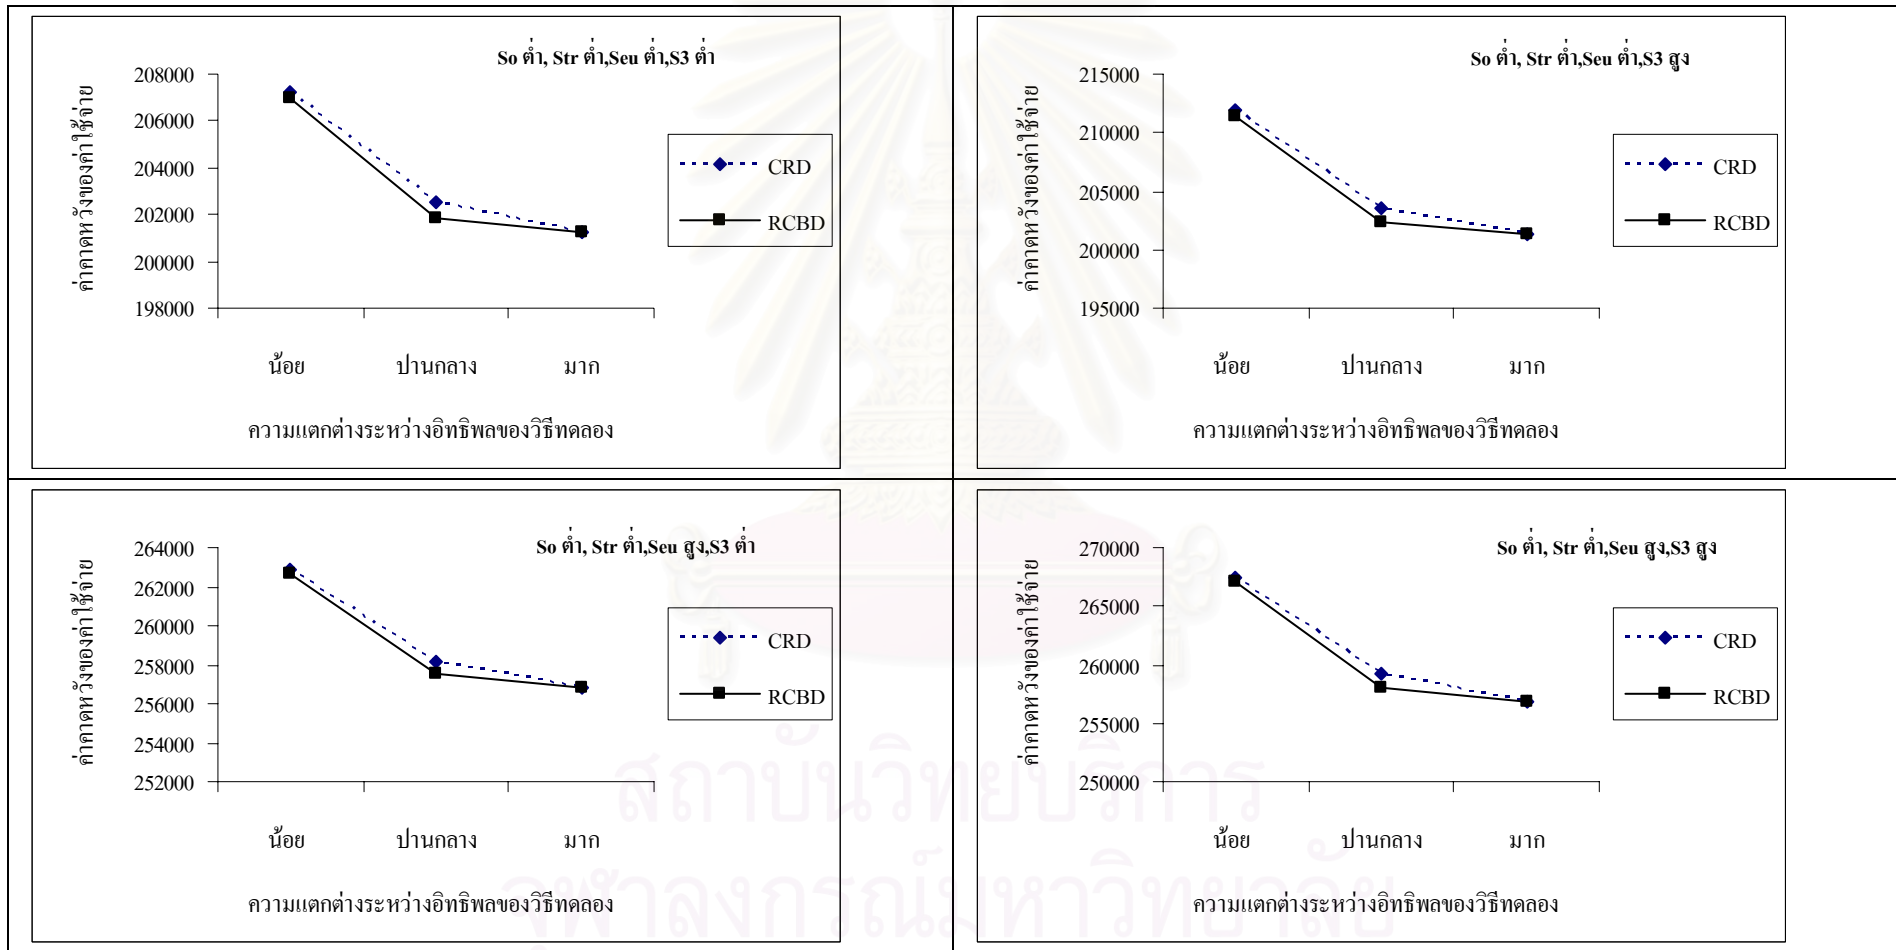 So ต่ำ, Str ต่ำ,Seu ต่ำ,S3 ต่ำ
ค่าคาดหวังของค่าใช้จ่าย
208000
206000
204000
202000
200000
198000
CRD
RCBD
น้อย ปานกลาง มาก
ความแตกต่างระหว่างอิทธิพลของวิธีทดลอง
So ต่ำ, Str ต่ำ,Seu ต่ำ,S3 สูง
ค่าคาดหวังของค่าใช้จ่าย
215000
210000
205000
200000
195000
CRD
RCBD
น้อย ปานกลาง มาก
ความแตกต่างระหว่างอิทธิพลของวิธีทดลอง
So ต่ำ, Str ต่ำ,Seu สูง,S3 ต่ำ
ค่าคาดหวังของค่าใช้จ่าย
264000
262000
260000
258000
256000
254000
252000
CRD
RCBD
น้อย ปานกลาง มาก
ความแตกต่างระหว่างอิทธิพลของวิธีทดลอง
So ต่ำ, Str ต่ำ,Seu สูง,S3 สูง
ค่าคาดหวังของค่าใช้จ่าย
270000
265000
260000
255000
250000
CRD
RCBD
น้อย ปานกลาง มาก
ความแตกต่างระหว่างอิทธิพลของวิธีทดลอง
สถาบันวิทยบริการ
จุฬาลงกรณ์มหาวิทยาลัย